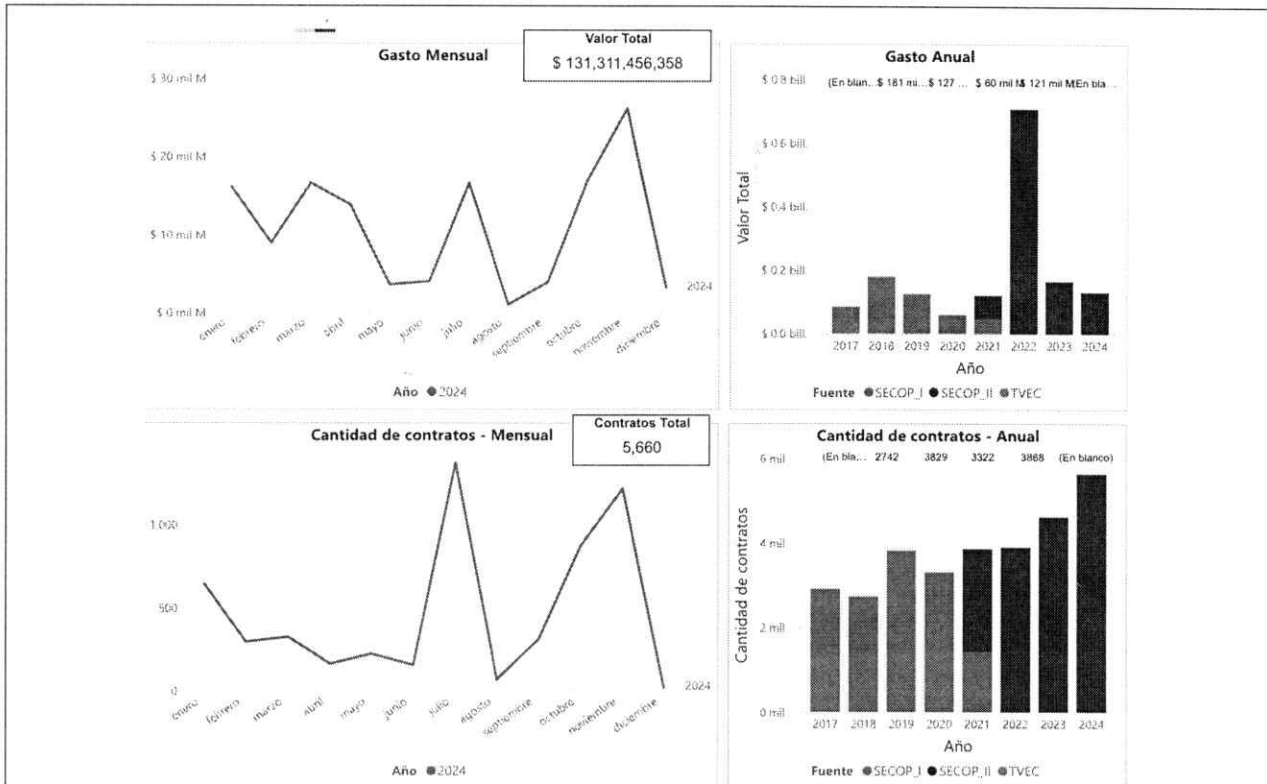 Gasto Mensual
Valor Total
$ 131,311,456,358
$ 30 mil M
$ 20 mil M
$ 10 mil M
$ 0 mil M
enero
febrero
marzo
abril
mayo
junio
julio
agosto
septiembre
octubre
noviembre
diciembre
2024
Año 2024
Gasto Anual
(En blan... $ 181 mi... $ 127 ... $ 60 mil M $ 121 mil M (En bla...
$ 0.8 bill.
$ 0.6 bill.
$ 0.4 bill.
$ 0.2 bill.
$ 0.0 bill.
Valor Total
2017 2018 2019 2020 2021 2022 2023 2024
Año
Fuente SECOP_I SECOP_II TVEC
Cantidad de contratos - Mensual
Contratos Total
5,660
1.000
500
0
enero
febrero
marzo
abril
mayo
junio
julio
agosto
septiembre
octubre
noviembre
diciembre
2024
Año 2024
Cantidad de contratos - Anual
(En bla... 2742 3829 3322 3868 (En blanco)
6 mil
4 mil
2 mil
0 mil
Cantidad de contratos
2017 2018 2019 2020 2021 2022 2023 2024
Año
Fuente SECOP_I SECOP_II TVEC